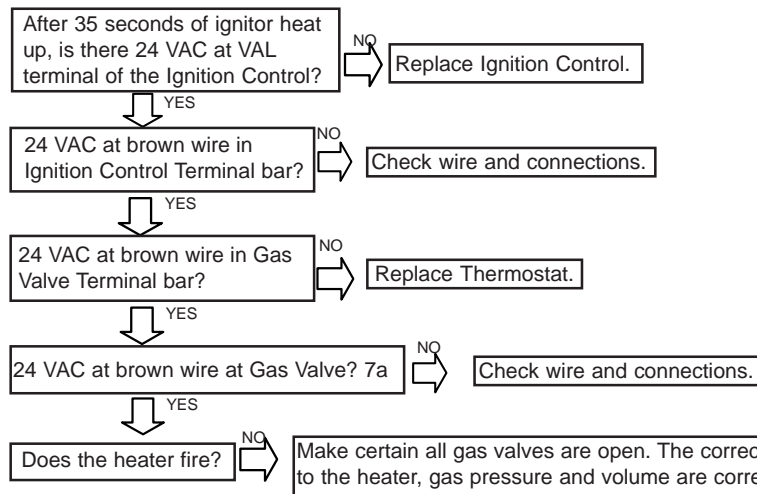 After 35 seconds of ignitor heat
up, is there 24 VAC at VAL
terminal of the Ignition Control?
NO
Replace Ignition Control.
YES
24 VAC at brown wire in
Ignition Control Terminal bar?
NO
Check wire and connections.
YES
24 VAC at brown wire in Gas
Valve Terminal bar?
NO
Replace Thermostat.
YES
24 VAC at brown wire at Gas Valve? 7a
NO
Check wire and connections.
YES
Does the heater fire?
NO
Make certain all gas valves are open. The
to the heater, gas pressure and volume are